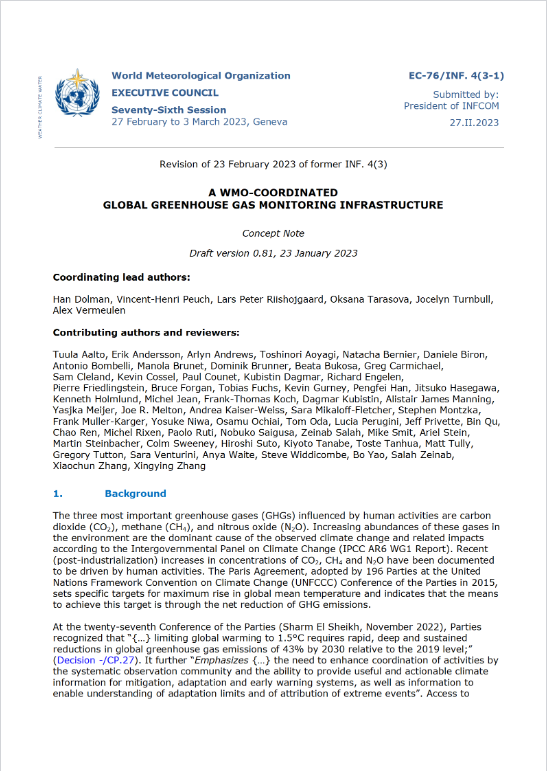 WEATHER CLIMATE WATER
World Meteorological Organization
EXECUTIVE COUNCIL
Seventy-Sixth Session
27 February to 3 March 2023, Geneva
EC-76/INF. 4(3-1)
Submitted by:
President of INFCOM
27.II.2023
Revision of 23 February 2023 of former INF. 4(3)
A WMO-COORDINATED
GLOBAL GREENHOUSE GAS MONITORING INFRASTRUCTURE
Concept Note
Draft version 0.81, 23 January 2023
Coordinating lead authors:
Han Dolman, Vincent-Henri Peuch, Lars Peter Riishojgaard, Oksana Tarasova, Jocelyn Turnbull,
Alex Vermeulen
Contributing authors and reviewers:
Tuula Aalto, Erik Andersson, Arlyn Andrews, Toshinori Aoyagi, Natacha Bernier, Daniele Biron,
Antonio Bombelli, Manola Brunet, Dominik Brunner, Beata Bukosa, Greg Carmichael,
Sam Cleland, Kevin Cossel, Paul Counet, Kubistin Dagmar, Richard Engelen,
Pierre Friedlingstein, Bruce Forgan, Tobias Fuchs, Kevin Gurney, Pengfei Han, Jitsuko Hasegawa,
Kenneth Holmlund, Michel Jean, Frank-Thomas Koch, Dagmar Kubistin, Alistair James Manning,
Yasjka Meijer, Joe R. Melton, Andrea Kaiser-Weiss, Sara Mikaloff-Fletcher, Stephen Montzka,
Frank Muller-Karger, Yosuke Niwa, Osamu Ochiai, Tom Oda, Lucia Perugini, Jeff Privette, Bin Qu,
Chao Ren, Michel Rixen, Paolo Ruti, Nobuko Saigusa, Zeinab Salah, Mike Smit, Ariel Stein,
Martin Steinbacher, Colm Sweeney, Hiroshi Suto, Kiyoto Tanabe, Toste Tanhua, Matt Tully,
Gregory Tutton, Sara Venturini, Anya Waite, Steve Widdicombe, Bo Yao, Salah Zeinab,
Xiaochun Zhang, Xingying Zhang
1. Background
The three most important greenhouse gases (GHGs) influenced by human activities are carbon
dioxide (CO₂), methane (CH₄), and nitrous oxide (N₂O). Increasing abundances of these gases in
the environment are the dominant cause of the observed climate change and related impacts
according to the Intergovernmental Panel on Climate Change (IPCC AR6 WG1 Report). Recent
(post-industrialization) increases in concentrations of CO₂, CH₄ and N₂O have been documented
to be driven by human activities. The Paris Agreement, adopted by 196 Parties at the United
Nations Framework Convention on Climate Change (UNFCCC) Conference of the Parties in 2015,
sets specific targets for maximum rise in global mean temperature and indicates that the means
to achieve this target is through the net reduction of GHG emissions.
At the twenty-seventh Conference of the Parties (Sharm El Sheikh, November 2022), Parties
recognized that “{…} limiting global warming to 1.5°C requires rapid, deep and sustained
reductions in global greenhouse gas emissions of 43% by 2030 relative to the 2019 level;”
(Decision -/CP.27). It further “Emphasizes {…} the need to enhance coordination of activities by
the systematic observation community and the ability to provide useful and actionable climate
information for mitigation, adaptation and early warning systems, as well as information to
enable understanding of adaptation limits and of attribution of extreme events”. Access to